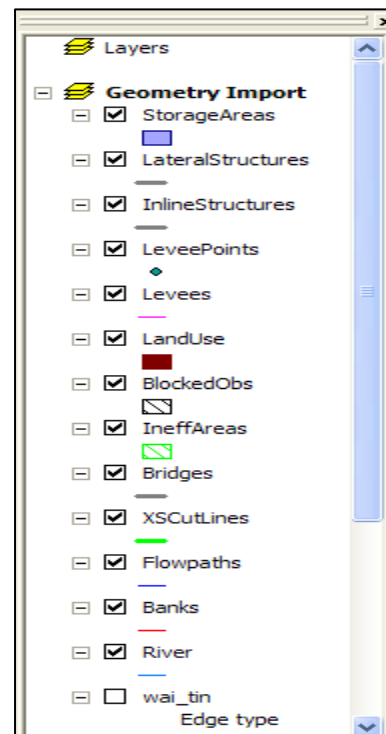 Layers
Geometry Import
StorageAreas
LateralStructures
InlineStructures
LeveePoints
Levees
LandUse
BlockedObs
IneffAreas
Bridges
XSCutLines
Flowpaths
Banks
River
wai_tin
Edge type